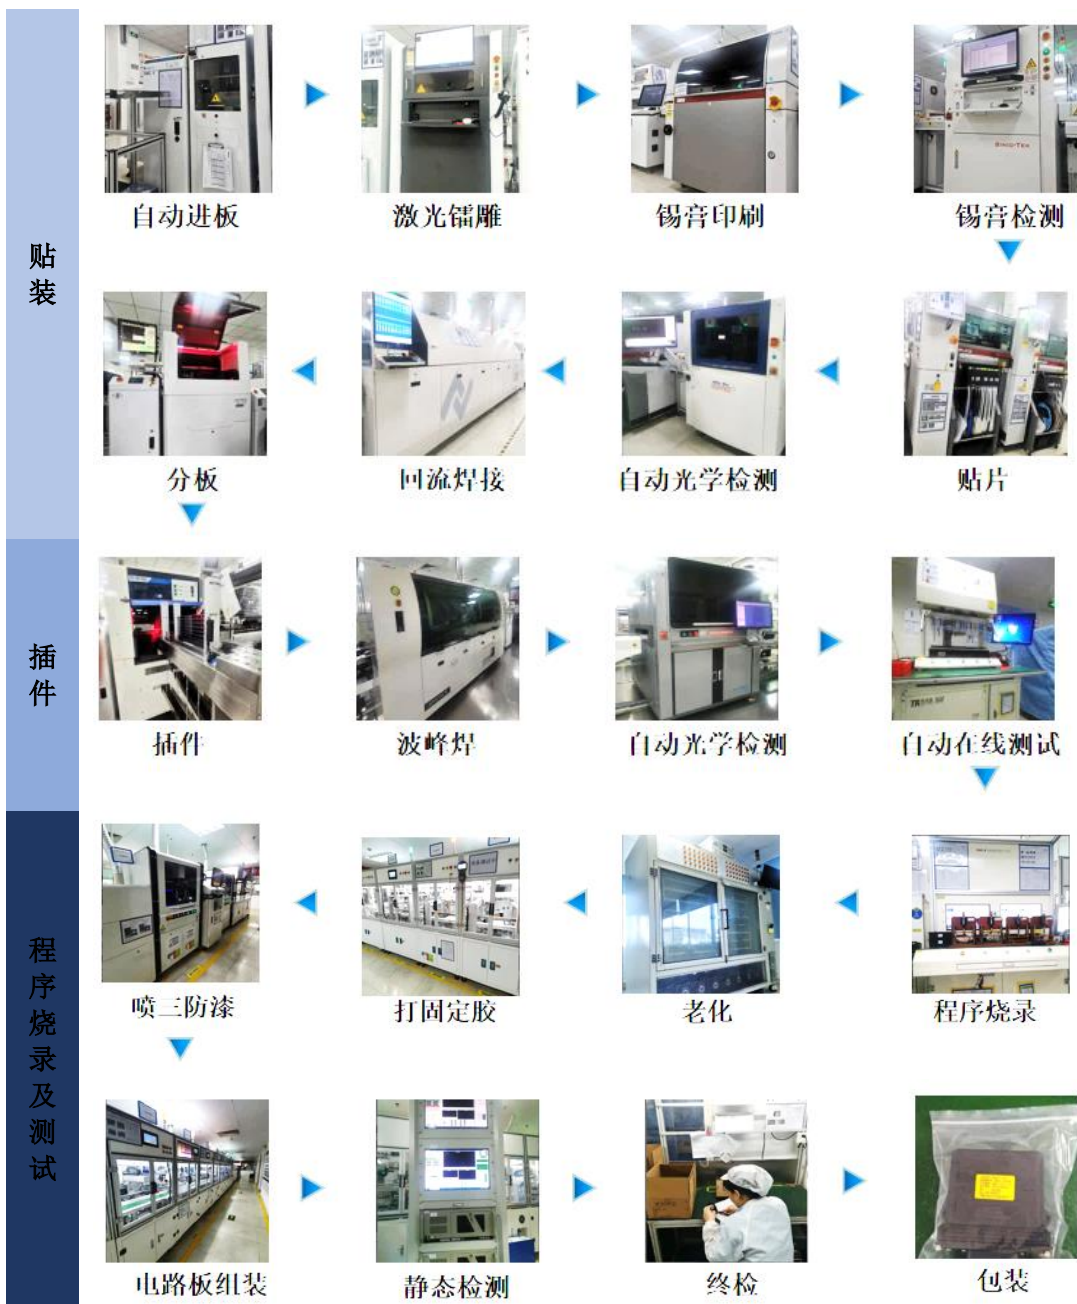 贴装
自动进板
激光镭雕
锡膏印刷
SINIC-TEK
锡膏检测
分板
回流焊接
自动光学检测
贴片
插件
插件
波峰焊
自动光学检测
TR
自动在线测试
程序烧录及测试
喷三防漆
打固定胶
老化
程序烧录
电路板组装
静态检测
终检
包装